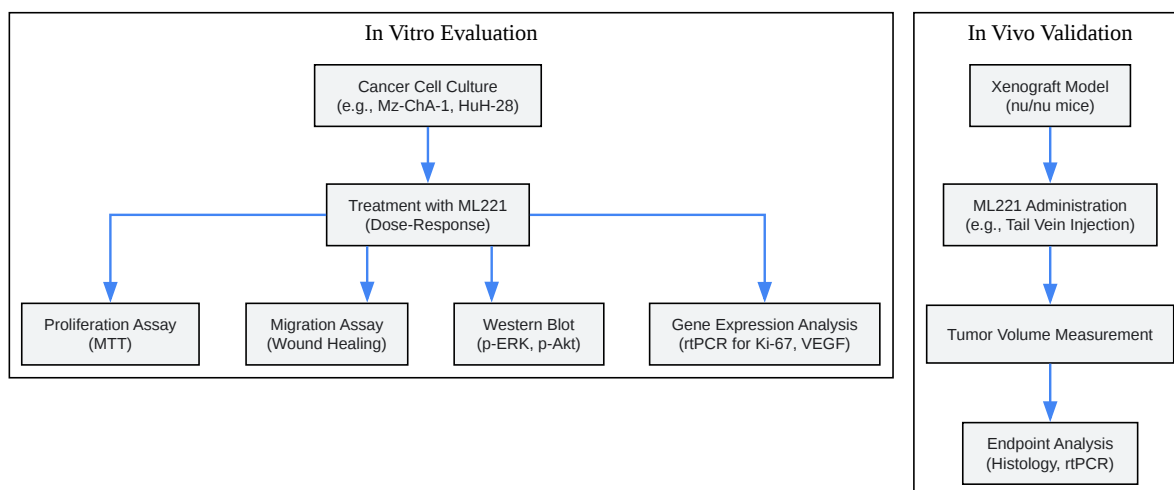 In Vitro Evaluation
Cancer Cell Culture
(e.g., Mz-ChA-1, HuH-28)
Treatment with ML221
(Dose-Response)
Proliferation Assay
(MTT)
Migration Assay
(Wound Healing)
Western Blot
(p-ERK, p-Akt)
Gene Expression Analysis
(rtPCR for Ki-67, VEGF)
In Vivo Validation
Xenograft Model
(nu/nu mice)
ML221 Administration
(e.g., Tail Vein Injection)
Tumor Volume Measurement
Endpoint Analysis
(Histology, rtPCR)